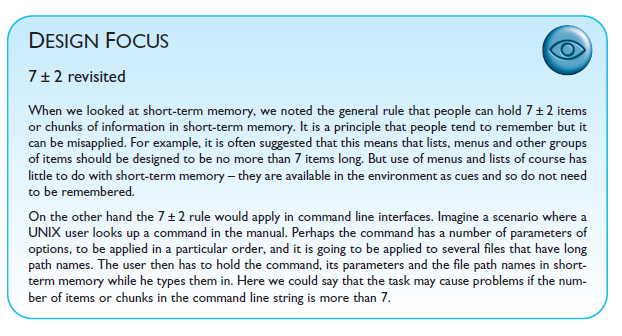 DESIGN FOCUS
7 ± 2 revisited
When we looked at short-term memory, we noted the general rule that people can hold 7 ± 2 items
or chunks of information in short-term memory. It is a principle that people tend to remember but it
can be misapplied. For example, it is often suggested that this means that lists, menus and other groups
of items should be designed to be no more than 7 items long. But use of menus and lists of course has
little to do with short-term memory – they are available in the environment as cues and so do not need
to be remembered.
On the other hand the 7 ± 2 rule would apply in command line interfaces. Imagine a scenario where a
UNIX user looks up a command in the manual. Perhaps the command has a number of parameters of
options, to be applied in a particular order, and it is going to be applied to several files that have long
path names. The user then has to hold the command, its parameters and the file path names in short-
term memory while he types them in. Here we could say that the task may cause problems if the num-
ber of items or chunks in the command line string is more than 7.